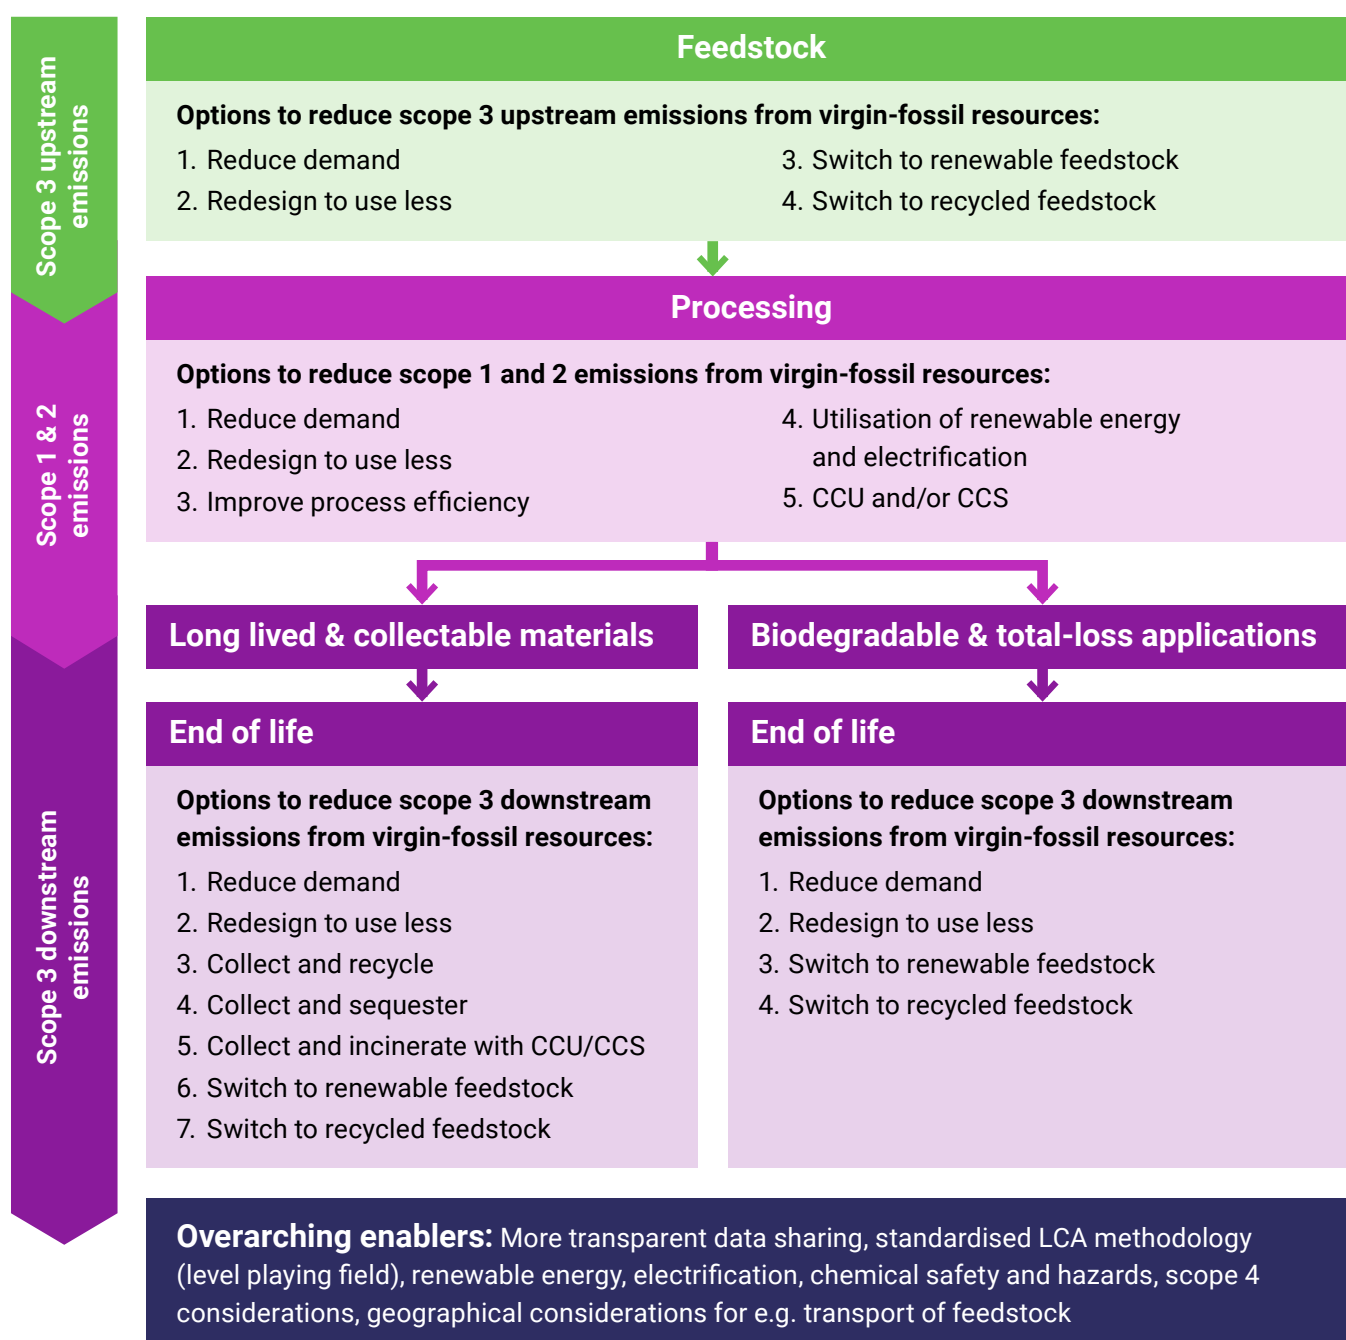 Scope 3 upstream
emissions
Feedstock
Options to reduce scope 3 upstream emissions from virgin-fossil resources:
1. Reduce demand
2. Redesign to use less
3. Switch to renewable feedstock
4. Switch to recycled feedstock
Scope 1 & 2
emissions
Processing
Options to reduce scope 1 and 2 emissions from virgin-fossil resources:
1. Reduce demand
2. Redesign to use less
3. Improve process efficiency
4. Utilisation of renewable energy
and electrification
5. CCU and/or CCS
Scope 3 downstream
emissions
Long lived & collectable materials
End of life
Options to reduce scope 3 downstream
emissions from virgin-fossil resources:
1. Reduce demand
2. Redesign to use less
3. Collect and recycle
4. Collect and sequester
5. Collect and incinerate with CCU/CCS
6. Switch to renewable feedstock
7. Switch to recycled feedstock
Biodegradable & total-loss applications
End of life
Options to reduce scope 3 downstream
emissions from virgin-fossil resources:
1. Reduce demand
2. Redesign to use less
3. Switch to renewable feedstock
4. Switch to recycled feedstock
Overarching enablers: More transparent data sharing, standardised LCA methodology
(level playing field), renewable energy, electrification, chemical safety and hazards, scope 4
considerations, geographical considerations for e.g. transport of feedstock